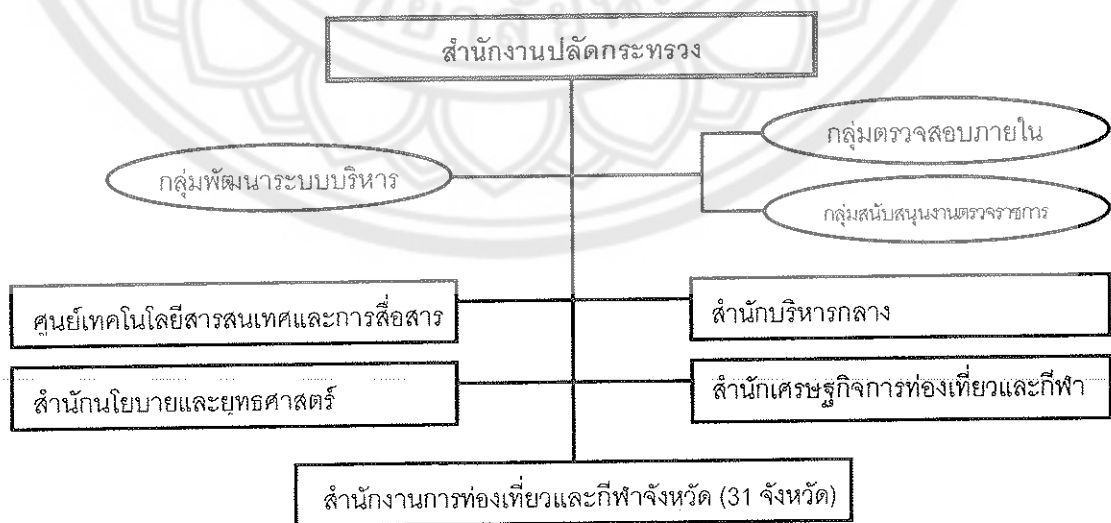 สำนักงานปลัดกระทรวง
กลุ่มตรวจสอบภายใน
กลุ่มพัฒนาระบบบริหาร
กลุ่มสนับสนุนงานตรวจราชการ
ศูนย์เทคโนโลยีสารสนเทศและการสื่อสาร
สำนักบริหารกลาง
สำนักนโยบายและยุทธศาสตร์
สำนักเศรษฐกิจการท่องเที่ยวและกีฬา
สำนักงานการท่องเที่ยวและกีฬาจังหวัด (31 จังหวัด)